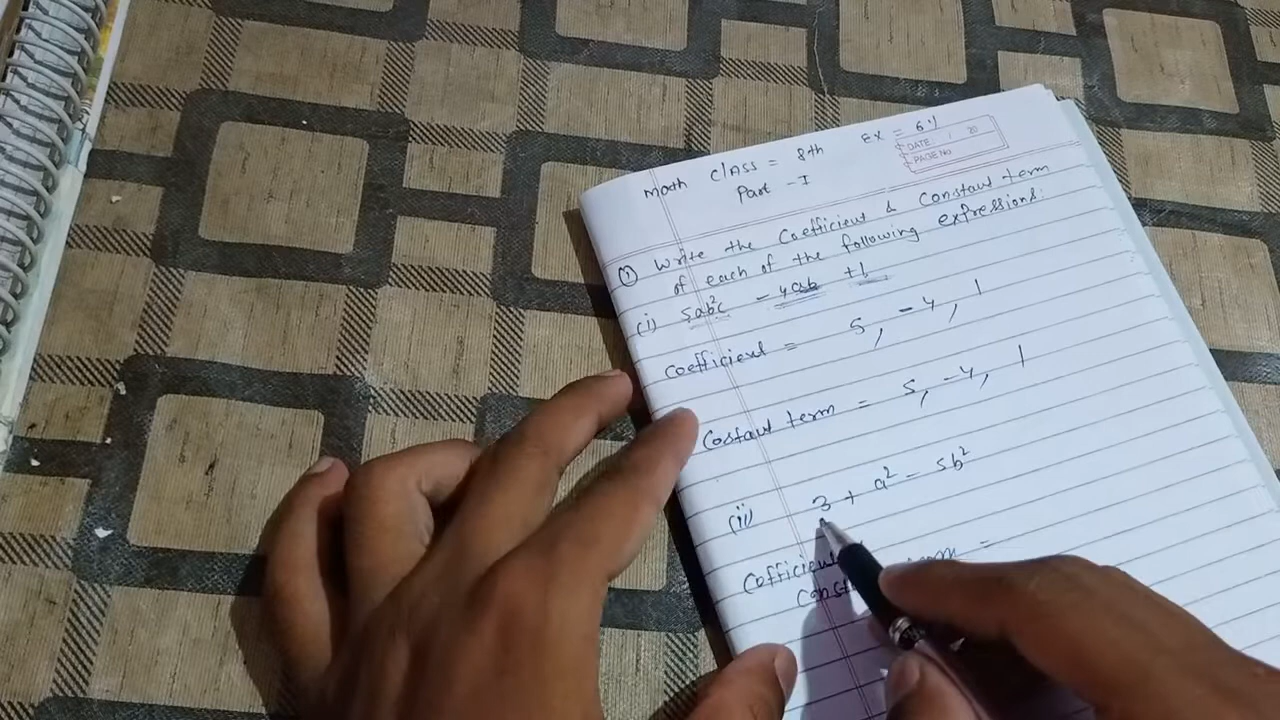 Math Class = 8th Ex = 6.1
Part - I
DATE: / 20
PAGE No
① Write the Coefficient & Constant term
of each of the following expressions:
(i) 5ab²c - 4ab + 1
Coefficient = 5, -4, 1
Costant term = 5, -4, 1
(ii) 3 + a² - 5b²
Cofficient